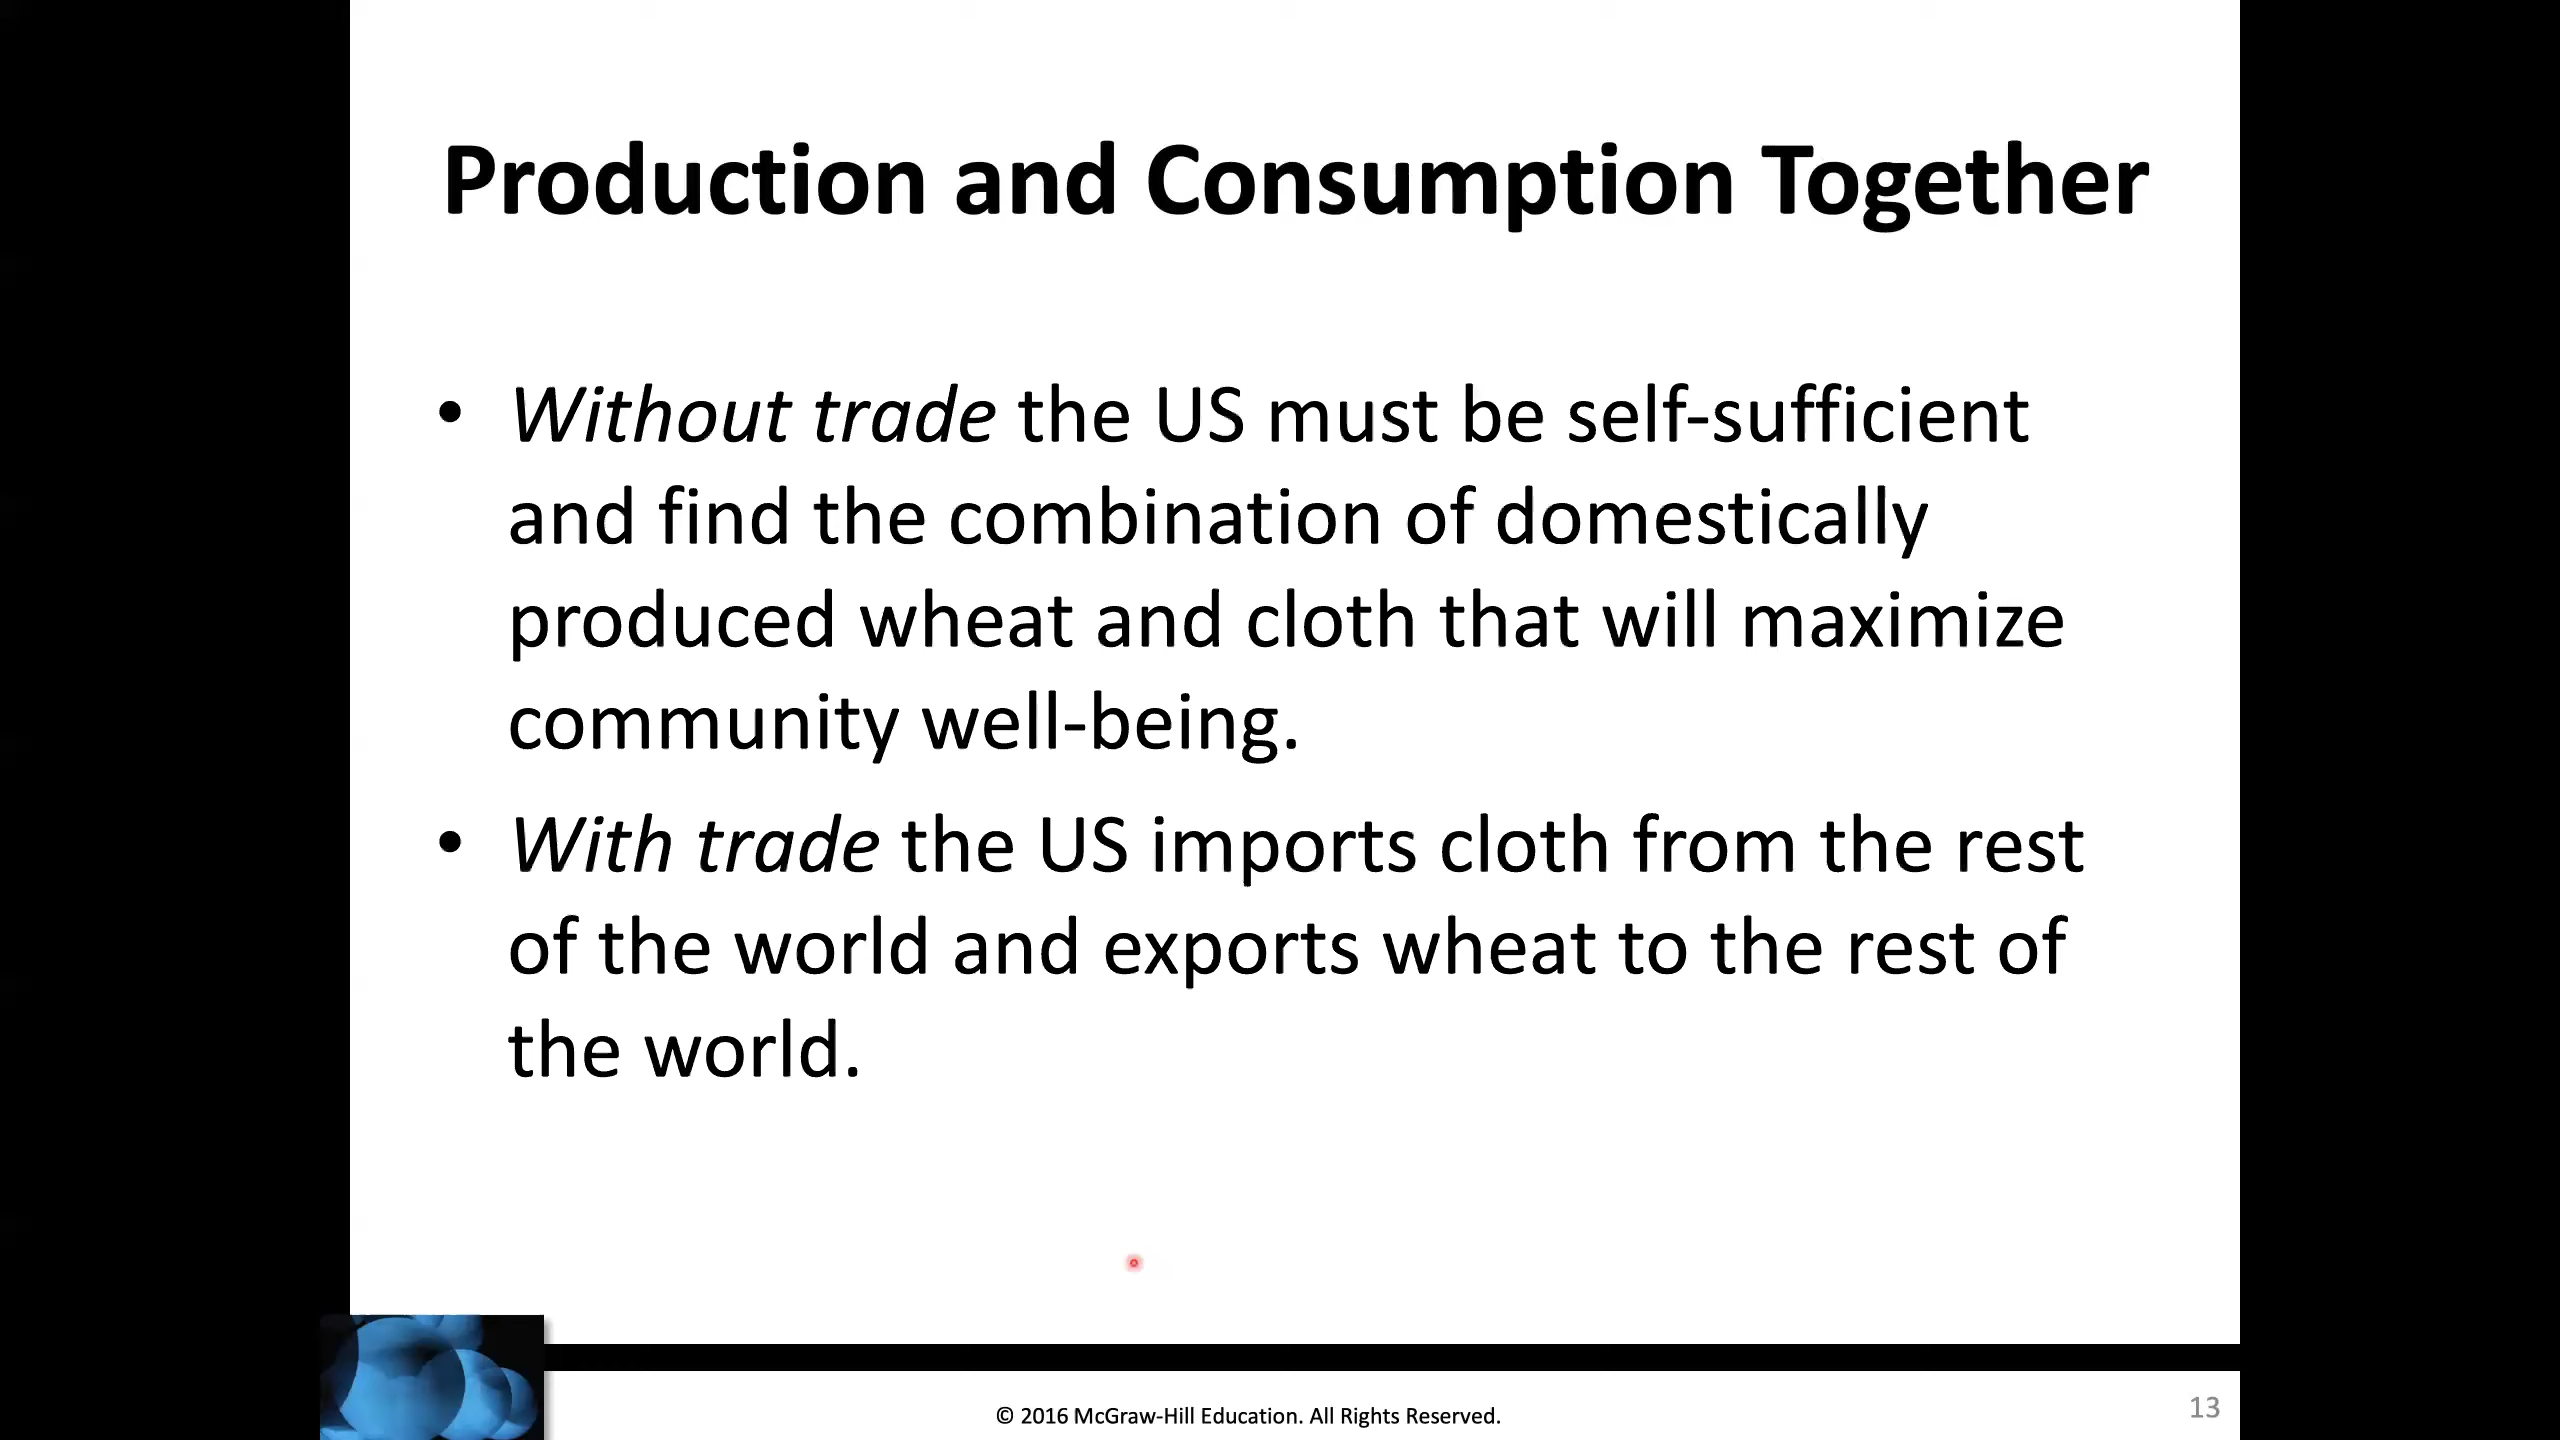 Production and Consumption Together
• Without trade the US must be self-sufficient
and find the combination of domestically
produced wheat and cloth that will maximize
community well-being.
• With trade the US imports cloth from the rest
of the world and exports wheat to the rest of
the world.
© 2016 McGraw-Hill Education. All Rights Reserved.
13